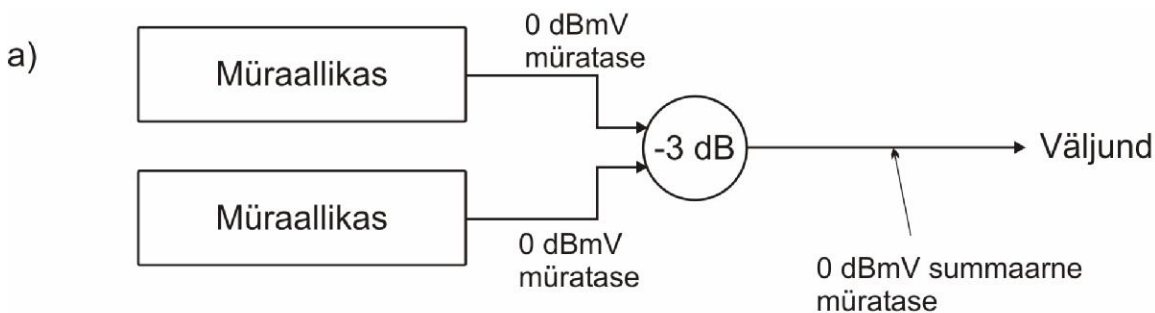 a)
Müraallikas
0 dBmV
müratase
-3 dB
Väljund
Müraallikas
0 dBmV
müratase
0 dBmV summaarne
müratase